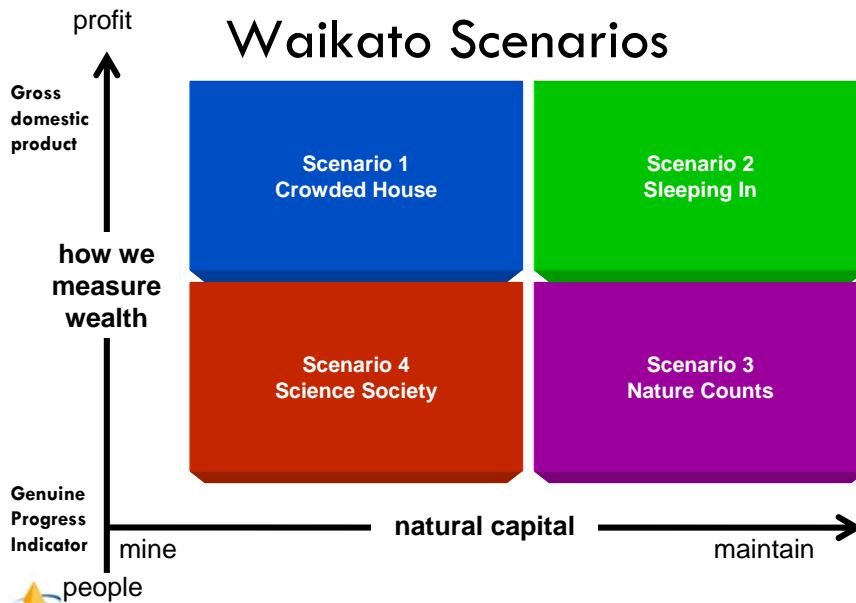 profit
Waikato Scenarios
Gross
domestic
product
Scenario 1
Crowded House
Scenario 2
Sleeping In
how we
measure
wealth
Scenario 4
Science Society
Scenario 3
Nature Counts
Genuine
Progress
Indicator
natural capital
mine
maintain
people